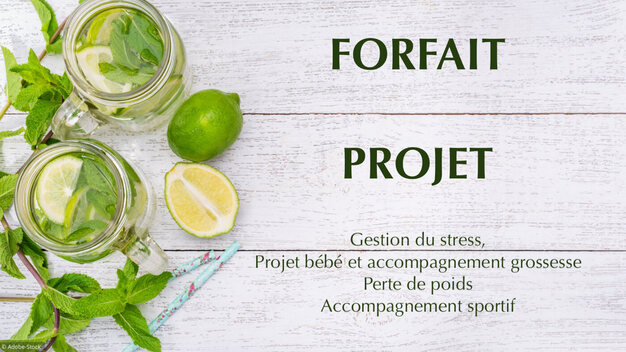 FORFAIT
PROJET
Gestion du stress,
Projet bébé et accompagnement grossesse
Perte de poids
Accompagnement sportif
© Adobe-Stock